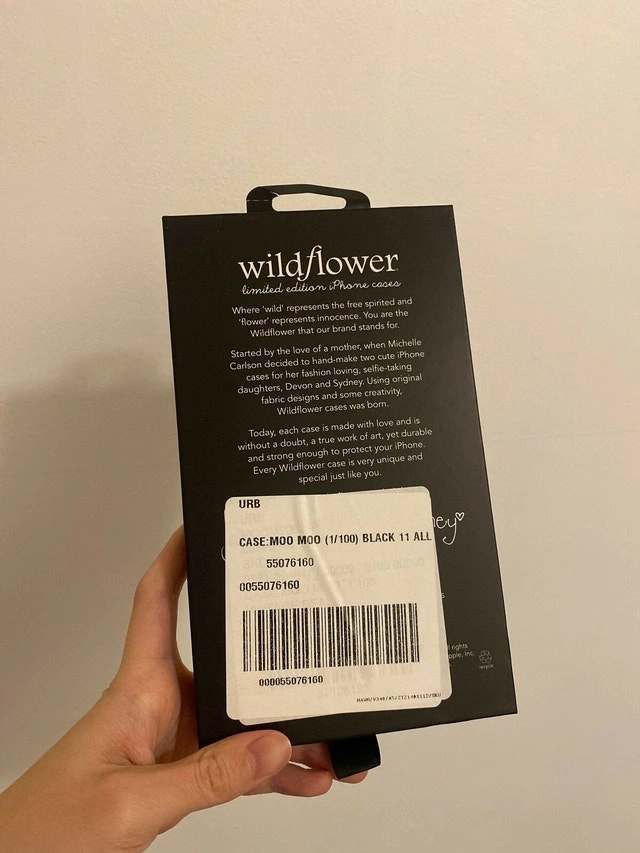 wildflower
limited edition iPhone cases
Where 'wild' represents the free spirited and
'flower' represents innocence. You are the
Wildflower that our brand stands for.
Started by the love of a mother, when Michelle
Carlson decided to hand-make two cute iPhone
cases for her fashion loving, selfie-taking
daughters, Devon and Sydney. Using original
fabric designs and some creativity,
Wildflower cases was born.
Today, each case is made with love and is
without a doubt, a true work of art, yet durable
and strong enough to protect your iPhone.
Every Wildflower case is very unique and
special just like you.
URB
ney♡
CASE:MOO MOO (1/100) BLACK 11 ALL
55076160
0055076160
000055076160
rights
pple, Inc.
recycle